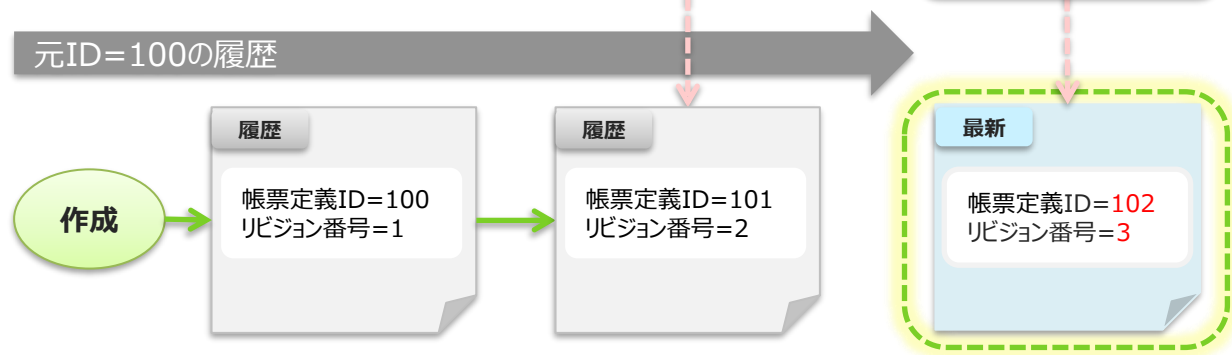 元ID=100の履歴
作成
履歴
帳票定義ID=100
リビジョン番号=1
履歴
帳票定義ID=101
リビジョン番号=2
最新
帳票定義ID=102
リビジョン番号=3